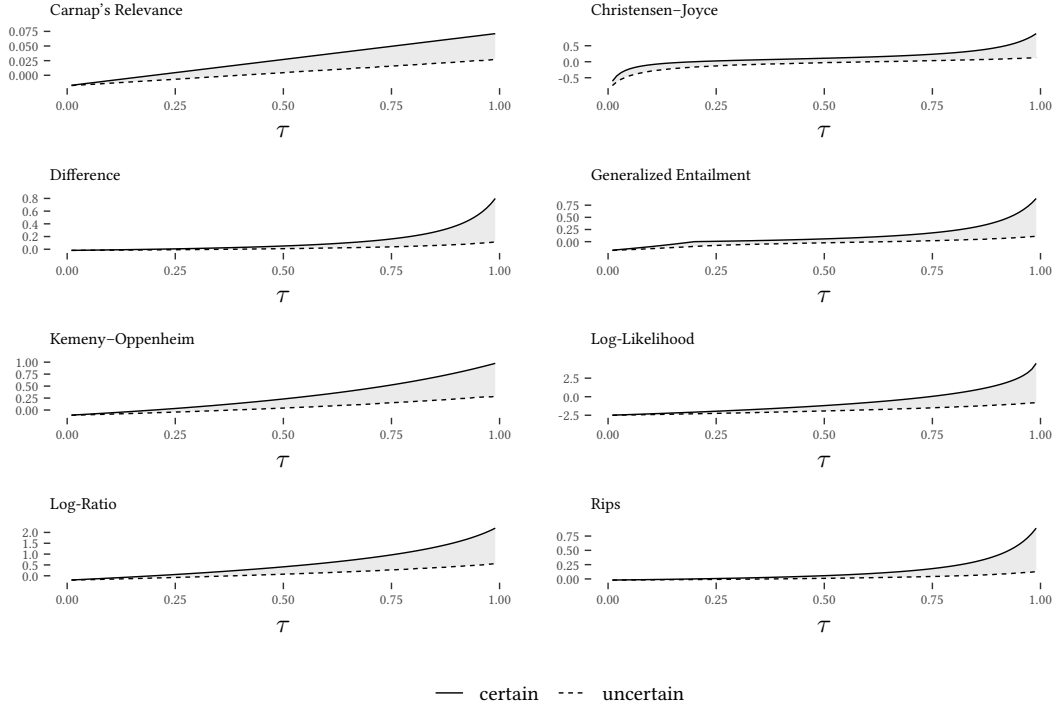 Carnap's Relevance
0.075
0.050
0.025
0.000
0.00 0.25 0.50 0.75 1.00
τ
Christensen–Joyce
0.5
0.0
-0.5
0.00 0.25 0.50 0.75 1.00
τ
Difference
0.8
0.6
0.4
0.2
0.0
0.00 0.25 0.50 0.75 1.00
τ
Generalized Entailment
0.75
0.50
0.25
0.00
0.00 0.25 0.50 0.75 1.00
τ
Kemeny–Oppenheim
1.00
0.75
0.50
0.25
0.00
0.00 0.25 0.50 0.75 1.00
τ
Log-Likelihood
2.5
0.0
-2.5
0.00 0.25 0.50 0.75 1.00
τ
Log-Ratio
2.0
1.5
1.0
0.5
0.0
0.00 0.25 0.50 0.75 1.00
τ
Rips
0.75
0.50
0.25
0.00
0.00 0.25 0.50 0.75 1.00
τ
certain uncertain